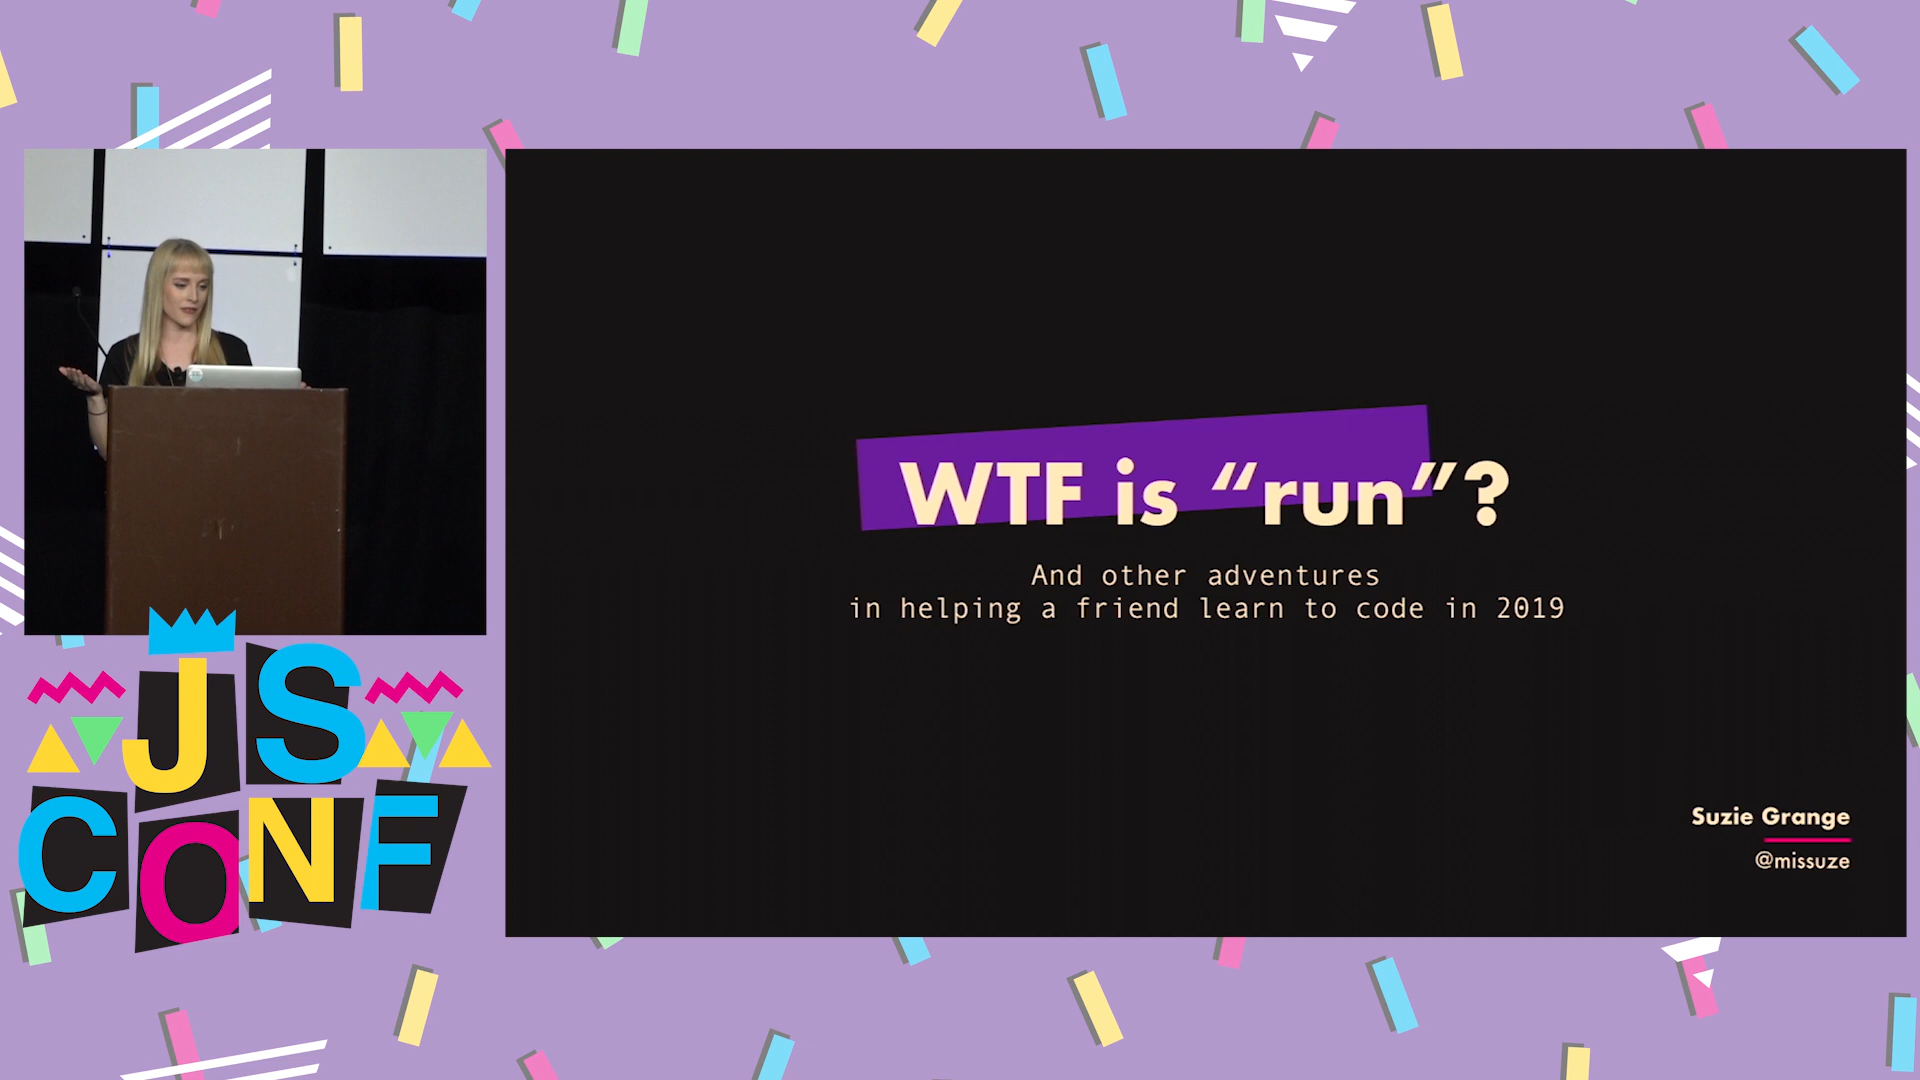 WTF is “run”?
And other adventures
in helping a friend learn to code in 2019
Suzie Grange
@missuze
JS
CONF